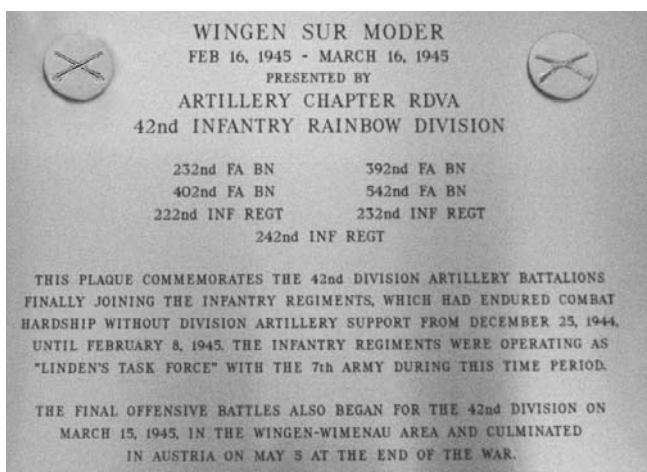 WINGEN SUR MODER
FEB 16, 1945 - MARCH 16, 1945
PRESENTED BY
ARTILLERY CHAPTER RDVA
42nd INFANTRY RAINBOW DIVISION
232nd FA BN 392nd FA BN
402nd FA BN 542nd FA BN
222nd INF REGT 232nd INF REGT
242nd INF REGT
THIS PLAQUE COMMEMORATES THE 42nd DIVISION ARTILLERY BATTALIONS
FINALLY JOINING THE INFANTRY REGIMENTS, WHICH HAD ENDURED COMBAT
HARDSHIP WITHOUT DIVISION ARTILLERY SUPPORT FROM DECEMBER 25, 1944,
UNTIL FEBRUARY 8, 1945. THE INFANTRY REGIMENTS WERE OPERATING AS
"LINDEN'S TASK FORCE" WITH THE 7th ARMY DURING THIS TIME PERIOD.
THE FINAL OFFENSIVE BATTLES ALSO BEGAN FOR THE 42nd DIVISION ON
MARCH 15, 1945, IN THE WINGEN-WIMENAU AREA AND CULMINATED
IN AUSTRIA ON MAY 5 AT THE END OF THE WAR.